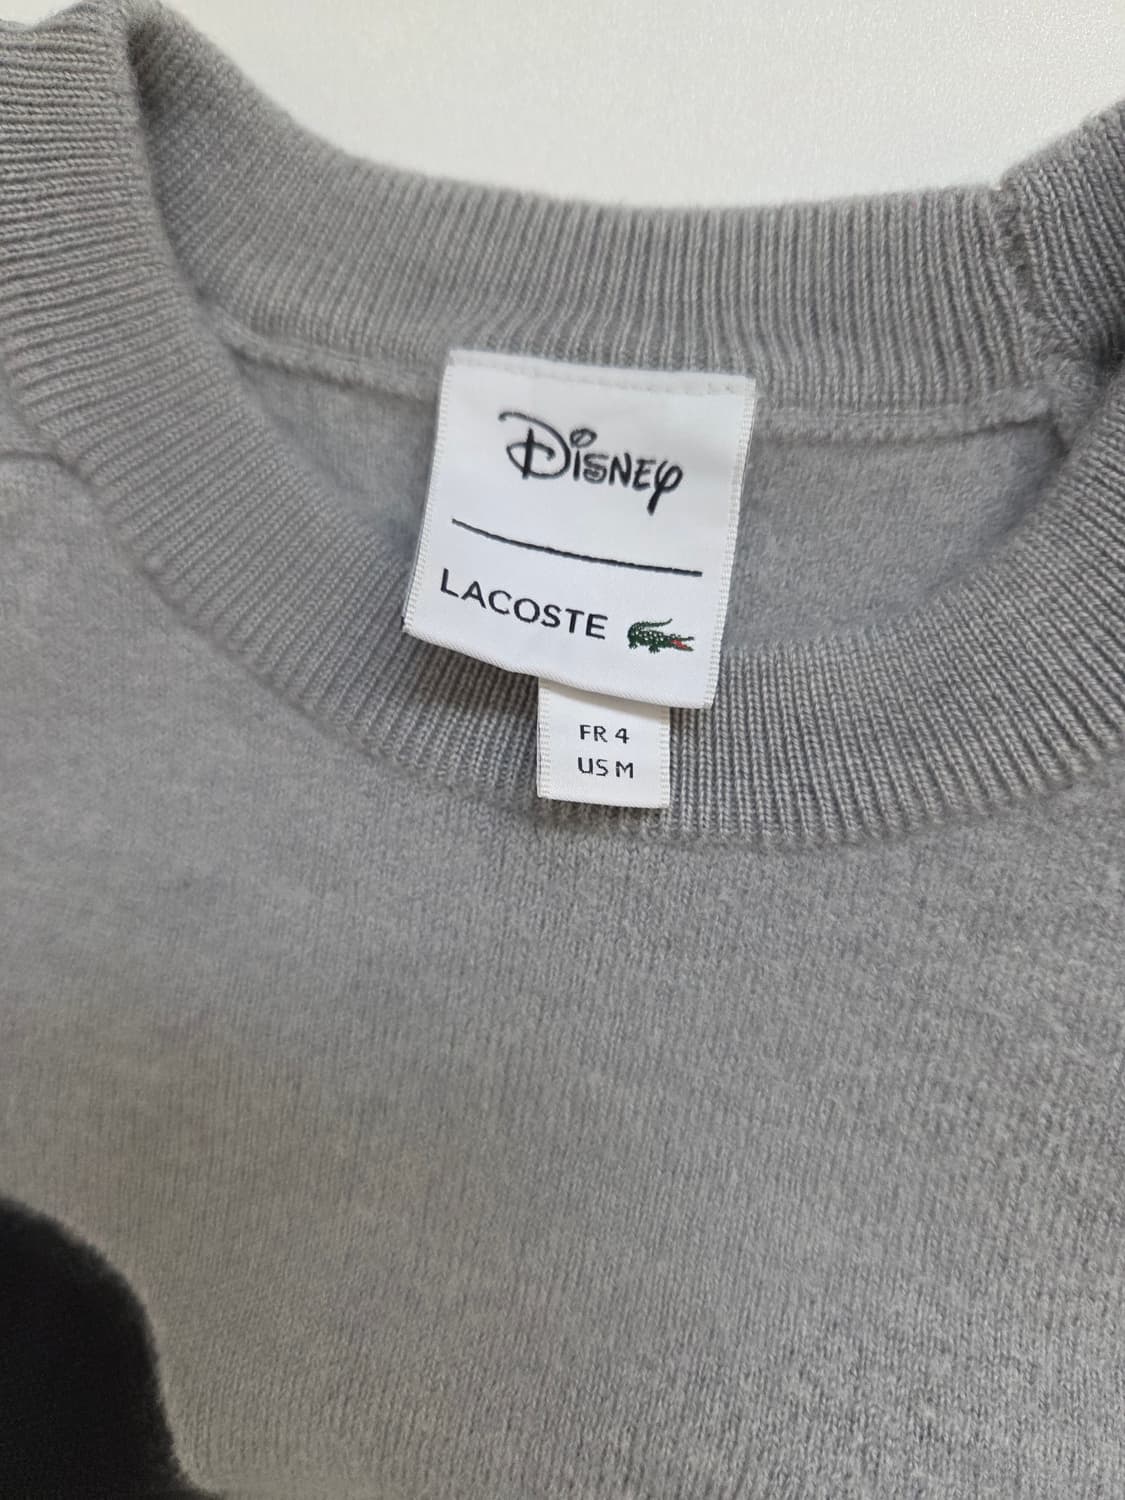 Disney
LACOSTE
FR 4
US M